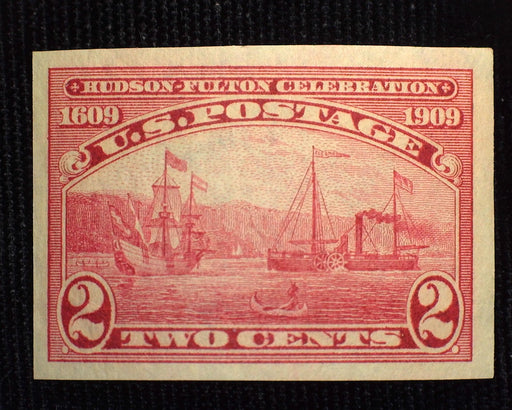 HUDSON-FULTON CELEBRATION
1609 1909
U.S. POSTAGE
2 TWO CENTS 2